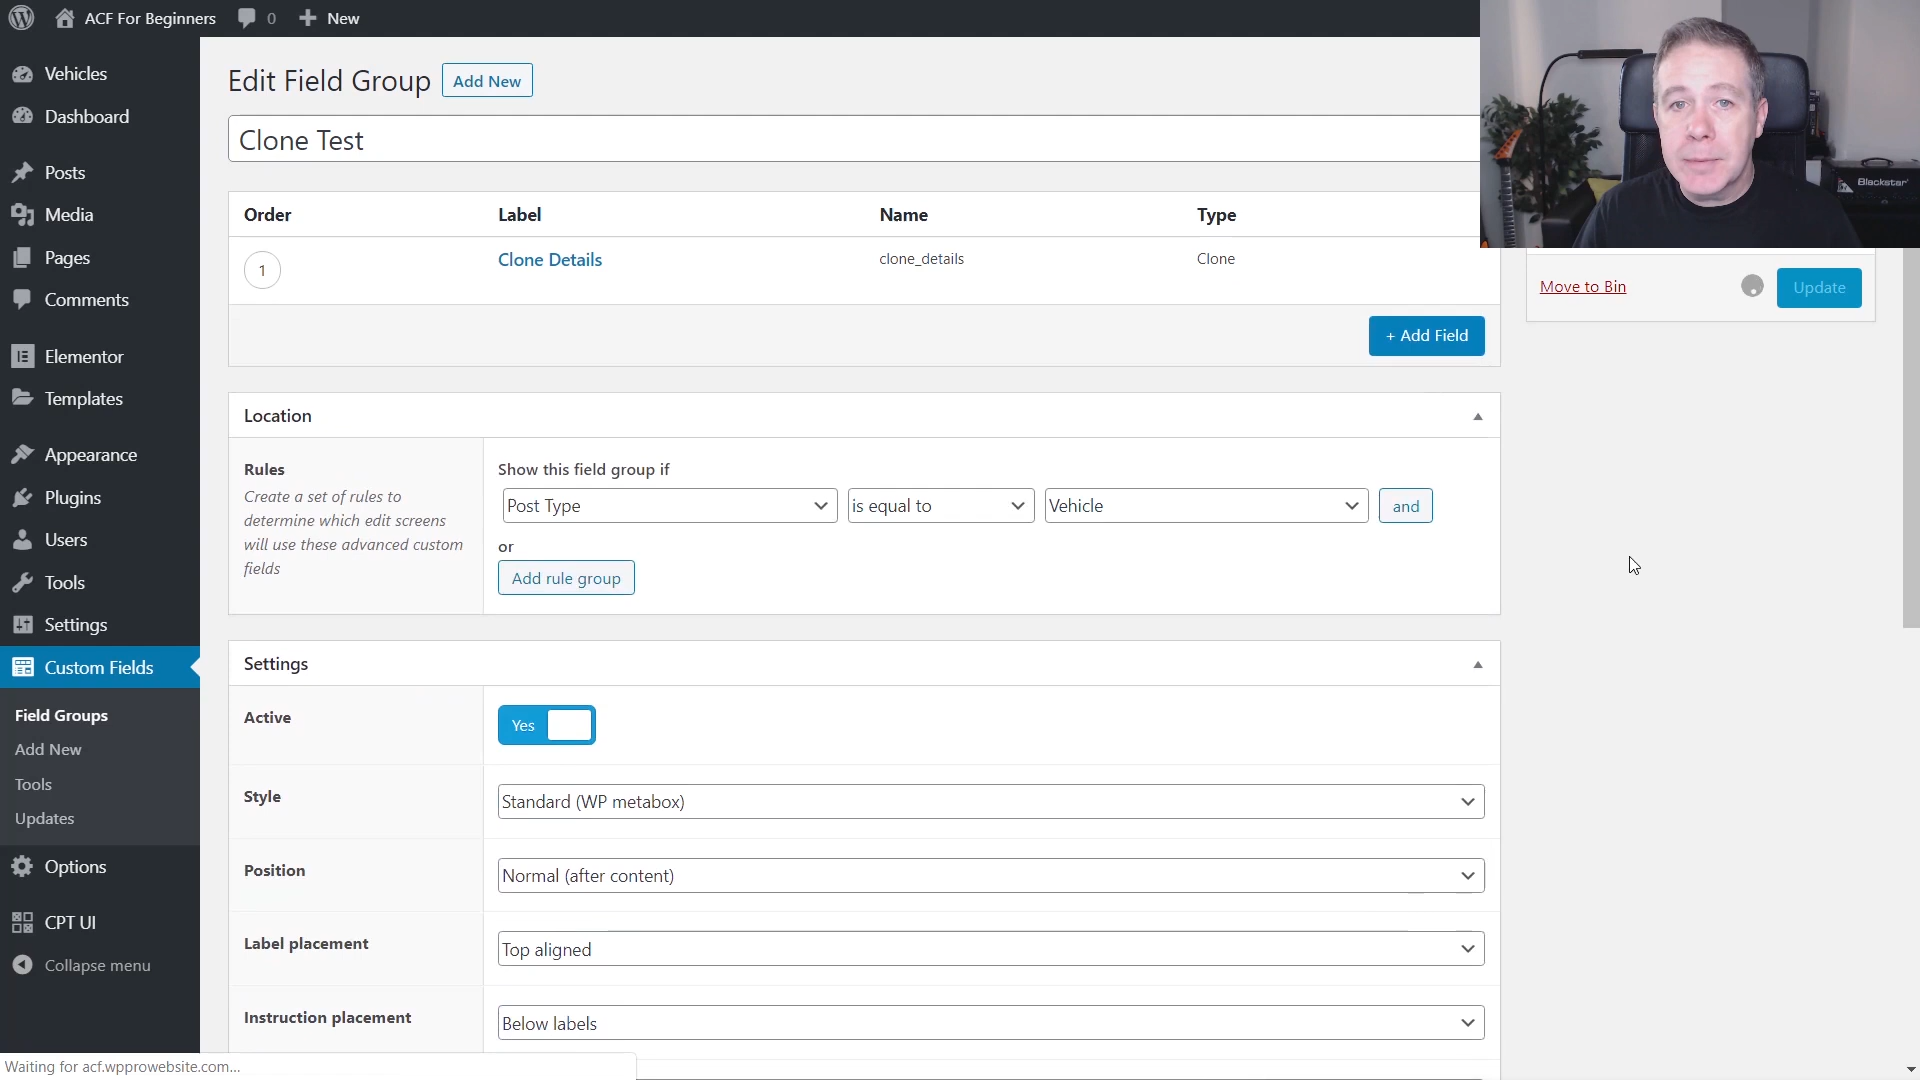 ACF For Beginners
0
New
Vehicles
Dashboard
Posts
Media
Pages
Comments
Elementor
Templates
Appearance
Plugins
Users
Tools
Settings
Custom Fields
Field Groups
Add New
Tools
Updates
Options
CPT UI
Collapse menu
Waiting for acf.wpprowebsite.com...
Edit Field Group
Add New
Clone Test
Order Label Name Type
1 Clone Details clone_details Clone
+ Add Field
Location
Rules
Create a set of rules to
determine which edit screens
will use these advanced custom
fields
Show this field group if
Post Type is equal to Vehicle and
or
Add rule group
Settings
Active Yes
Style Standard (WP metabox)
Position Normal (after content)
Label placement Top aligned
Instruction placement Below labels
Blackstar
Move to Bin Update